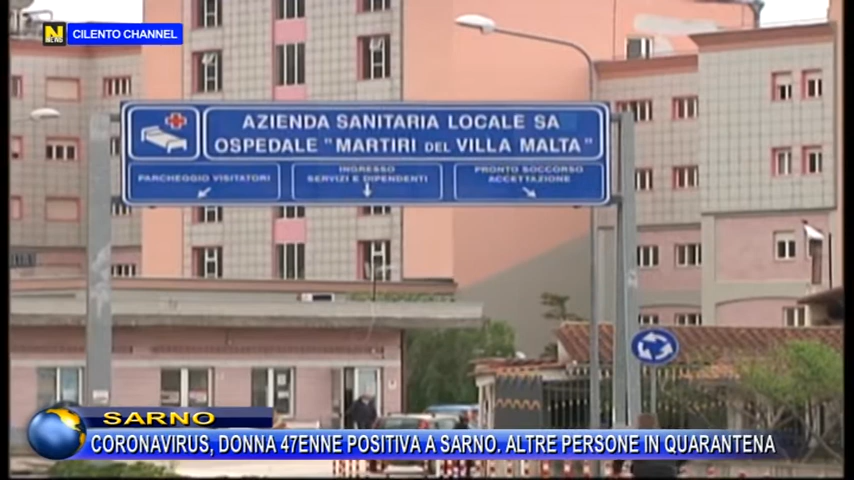 CILENTO CHANNEL
AZIENDA SANITARIA LOCALE SA
OSPEDALE "MARTIRI DEL VILLA MALTA"
PARCHEGGIO VISITATORI
INGRESSO
SERVIZI E DIPENDENTI
PRONTO SOCCORSO
ACCETTAZIONE
SARNO
CORONAVIRUS, DONNA 47ENNE POSITIVA A SARNO. ALTRE PERSONE IN QUARANTENA